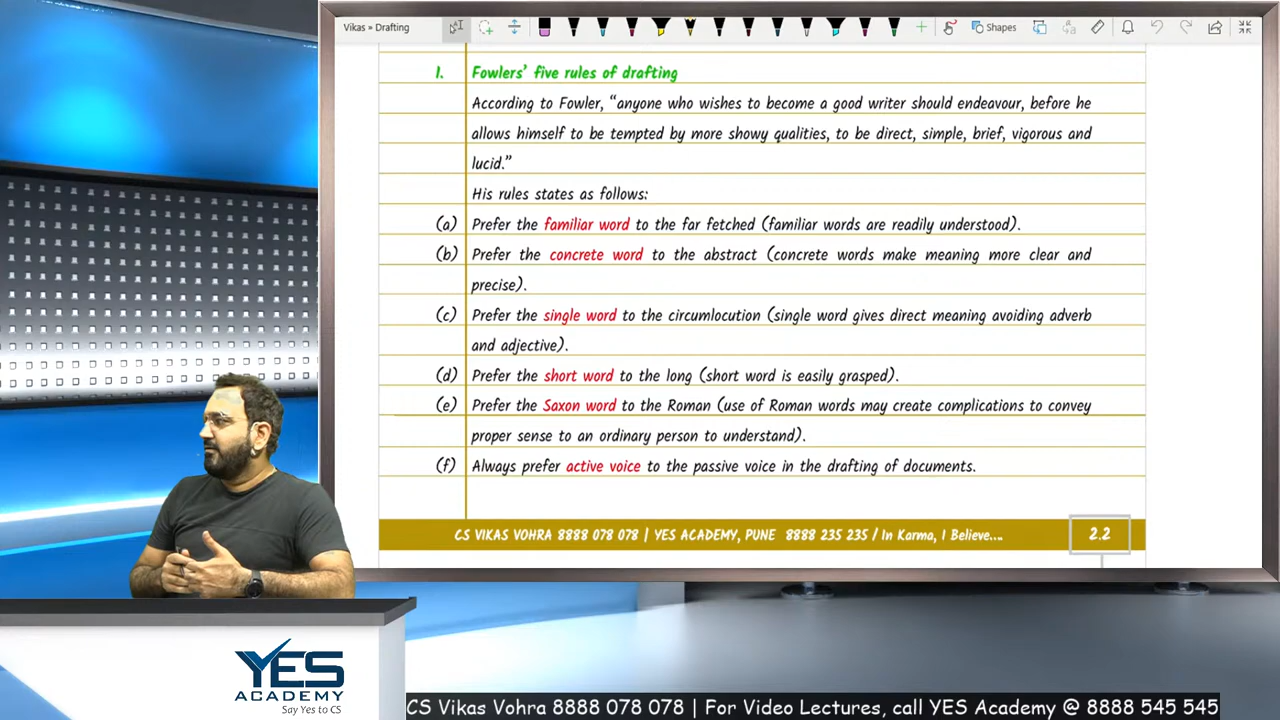 Vikas » Drafting
Shapes
1. Fowlers’ five rules of drafting
According to Fowler, “anyone who wishes to become a good writer should endeavour, before he
allows himself to be tempted by more showy qualities, to be direct, simple, brief, vigorous and
lucid.”
His rules states as follows:
(a) Prefer the familiar word to the far fetched (familiar words are readily understood).
(b) Prefer the concrete word to the abstract (concrete words make meaning more clear and
precise).
(c) Prefer the single word to the circumlocution (single word gives direct meaning avoiding adverb
and adjective).
(d) Prefer the short word to the long (short word is easily grasped).
(e) Prefer the Saxon word to the Roman (use of Roman words may create complications to convey
proper sense to an ordinary person to understand).
(f) Always prefer active voice to the passive voice in the drafting of documents.
CS VIKAS VOHRA 8888 078 078 | YES ACADEMY, PUNE 8888 235 235 / In Karma, I Believe....
2.2
YES
ACADEMY
Say Yes to CS
CS Vikas Vohra 8888 078 078 | For Video Lectures, call YES Academy @ 8888 545 545